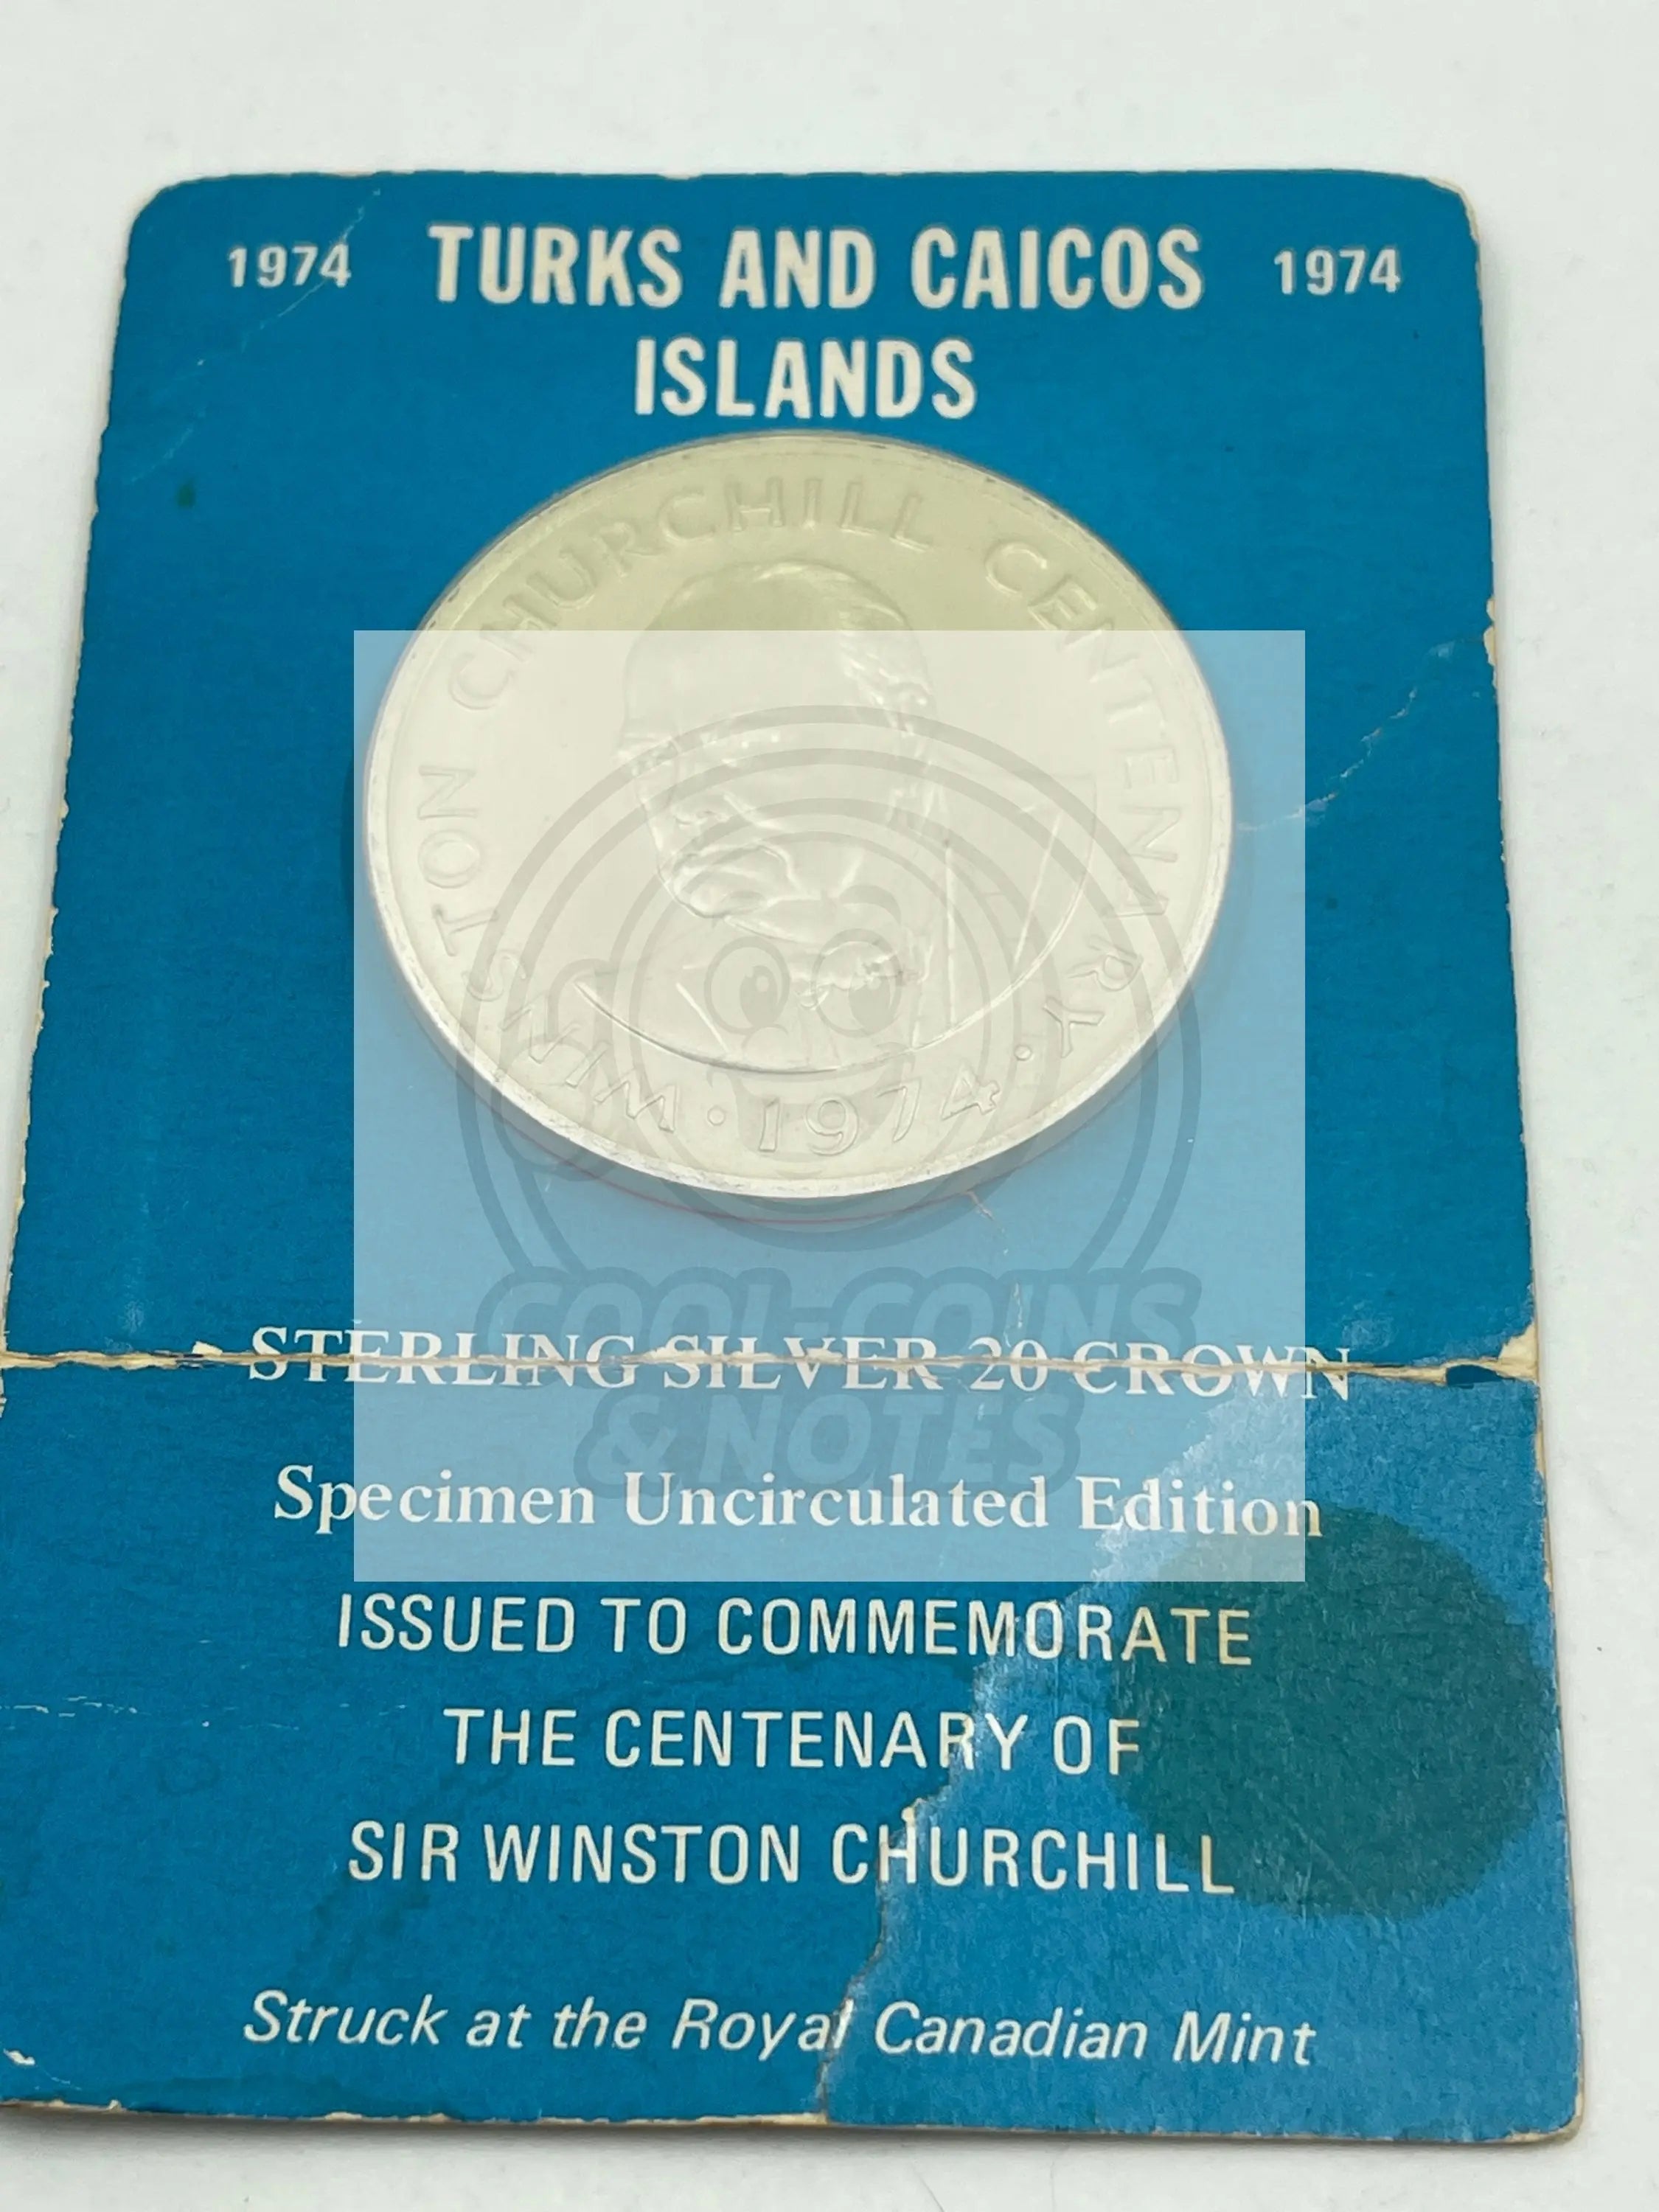 1974 TURKS AND CAICOS 1974
ISLANDS
WINSTON CHURCHILL CENTENARY
· 1974 ·
COOL-COINS
& NOTES
STERLING SILVER 20 CROWN
Specimen Uncirculated Edition
ISSUED TO COMMEMORATE
THE CENTENARY OF
SIR WINSTON CHURCHILL
Struck at the Royal Canadian Mint